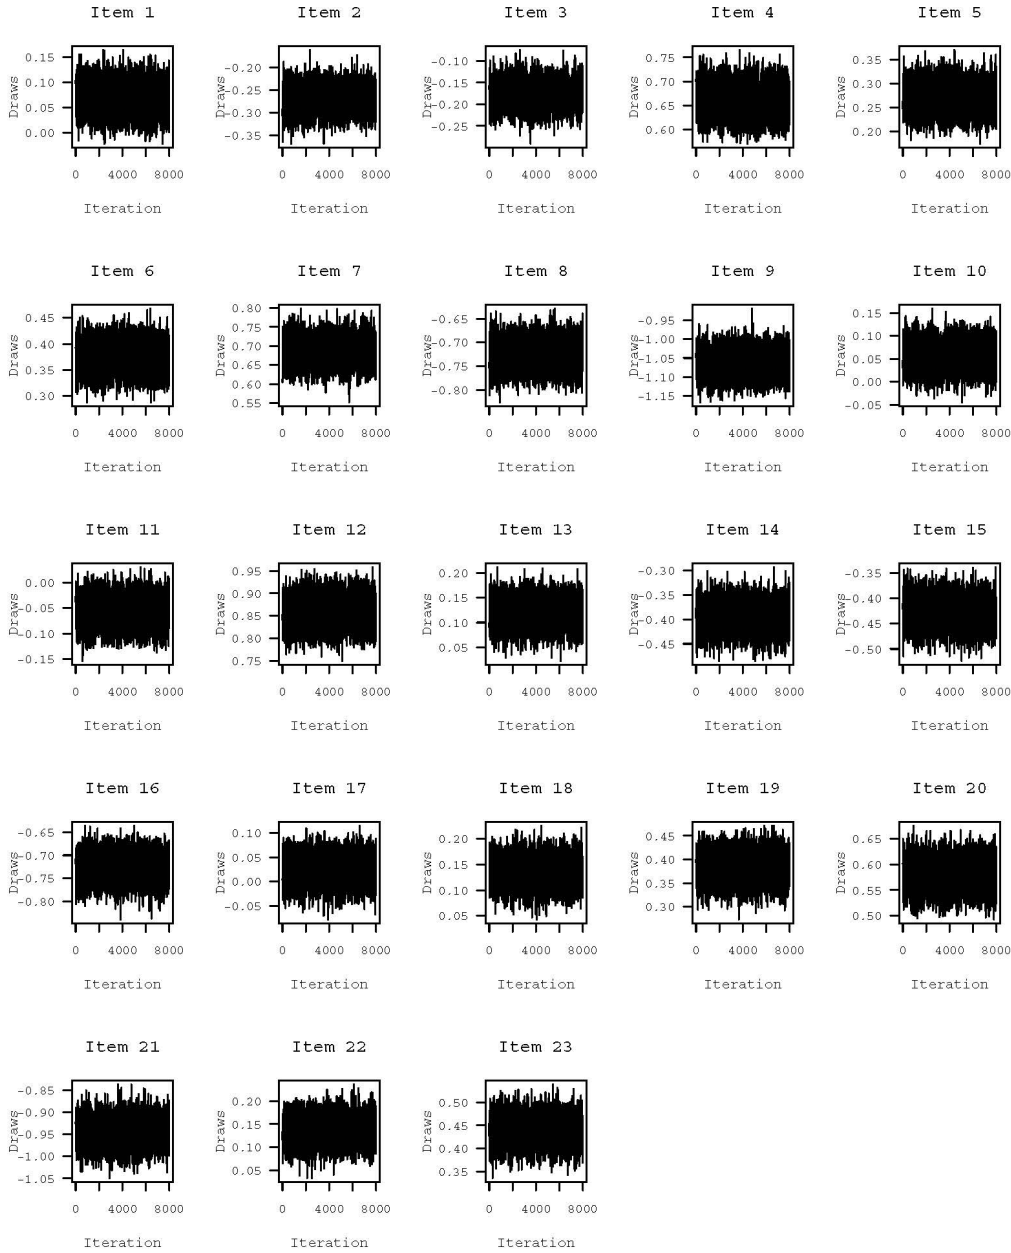 Item 1 Item 2 Item 3 Item 4 Item 5
Draws Draws Draws Draws Draws
0.15 0.10 0.05 0.00
-0.20 -0.25 -0.30 -0.35
-0.10 -0.15 -0.20 -0.25
0.75 0.70 0.65 0.60
0.35 0.30 0.25 0.20
0 4000 8000 0 4000 8000 0 4000 8000 0 4000 8000 0 4000 8000
Iteration Iteration Iteration Iteration Iteration
Item 6 Item 7 Item 8 Item 9 Item 10
Draws Draws Draws Draws Draws
0.45 0.40 0.35 0.30
0.80 0.75 0.70 0.65 0.60 0.55
-0.65 -0.70 -0.75 -0.80
-0.95 -1.00 -1.05 -1.10 -1.15
0.15 0.10 0.05 0.00 -0.05
0 4000 8000 0 4000 8000 0 4000 8000 0 4000 8000 0 4000 8000
Iteration Iteration Iteration Iteration Iteration
Item 11 Item 12 Item 13 Item 14 Item 15
Draws Draws Draws Draws Draws
0.00 -0.05 -0.10 -0.15
0.95 0.90 0.85 0.80 0.75
0.20 0.15 0.10 0.05
-0.30 -0.35 -0.40 -0.45
-0.35 -0.40 -0.45 -0.50
0 4000 8000 0 4000 8000 0 4000 8000 0 4000 8000 0 4000 8000
Iteration Iteration Iteration Iteration Iteration
Item 16 Item 17 Item 18 Item 19 Item 20
Draws Draws Draws Draws Draws
-0.65 -0.70 -0.75 -0.80
0.10 0.05 0.00 -0.05
0.20 0.15 0.10 0.05
0.45 0.40 0.35 0.30
0.65 0.60 0.55 0.50
0 4000 8000 0 4000 8000 0 4000 8000 0 4000 8000 0 4000 8000
Iteration Iteration Iteration Iteration Iteration
Item 21 Item 22 Item 23
Draws Draws Draws
-0.85 -0.90 -0.95 -1.00 -1.05
0.20 0.15 0.10 0.05
0.50 0.45 0.40 0.35
0 4000 8000 0 4000 8000 0 4000 8000
Iteration Iteration Iteration